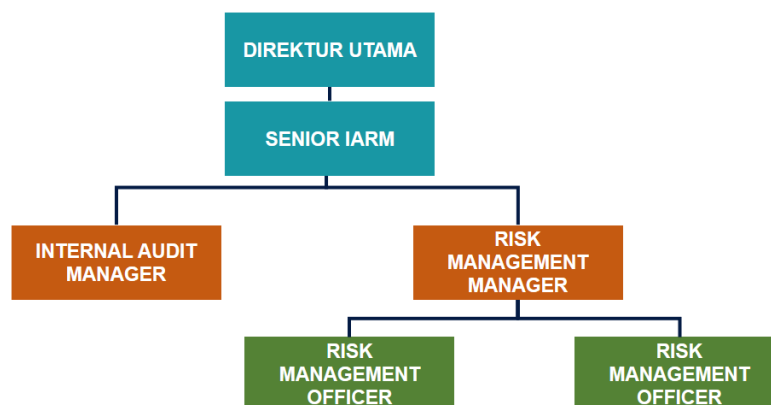 DIREKTUR UTAMA
SENIOR IARM
INTERNAL AUDIT
MANAGER
RISK
MANAGEMENT
MANAGER
RISK
MANAGEMENT
OFFICER
RISK
MANAGEMENT
OFFICER